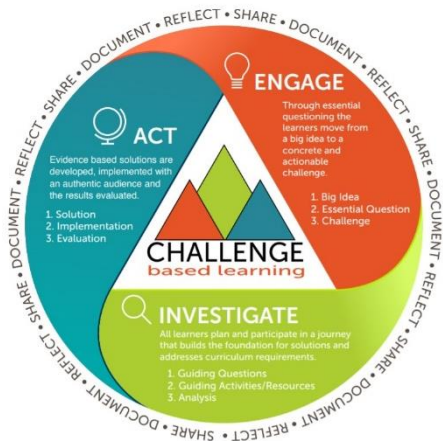 DOCUMENT • REFLECT • SHARE • DOCUMENT • REFLECT • SHARE • DOCUMENT • REFLECT • SHARE • DOCUMENT • REFLECT • SHARE • DOCUMENT • REFLECT • SHARE • DOCUMENT • REFLECT • SHARE •
ENGAGE
Through essential
questioning the
learners move from
a big idea to a
concrete and
actionable
challenge.
1. Big Idea
2. Essential Question
3. Challenge
ACT
Evidence based solutions are
developed, implemented with
an authentic audience and
the results evaluated.
1. Solution
2. Implementation
3. Evaluation
CHALLENGE
based learning
INVESTIGATE
All learners plan and participate in a journey
that builds the foundation for solutions and
addresses curriculum requirements.
1. Guiding Questions
2. Guiding Activities/Resources
3. Analysis